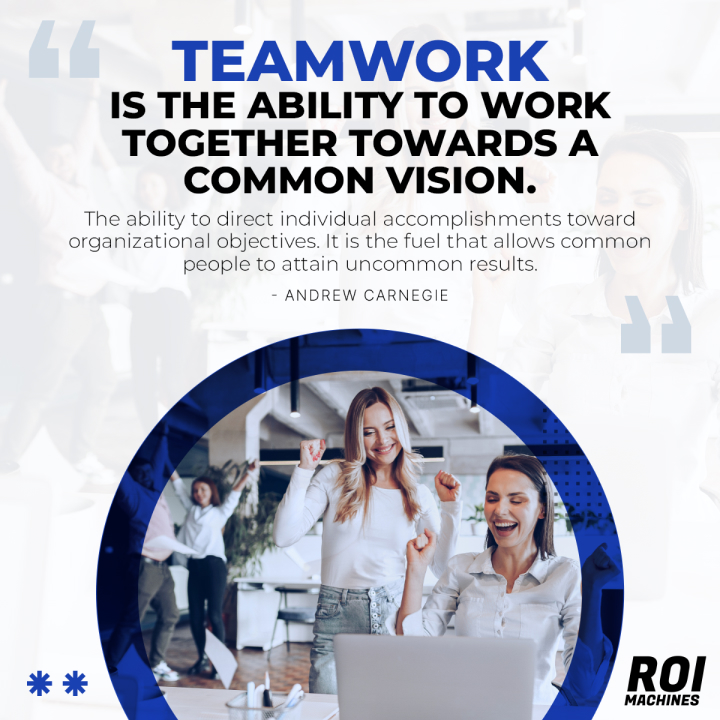 TEAMWORK
IS THE ABILITY TO WORK
TOGETHER TOWARDS A
COMMON VISION.
The ability to direct individual accomplishments toward
organizational objectives. It is the fuel that allows common
people to attain uncommon results.
- ANDREW CARNEGIE
ROI
MACHINES